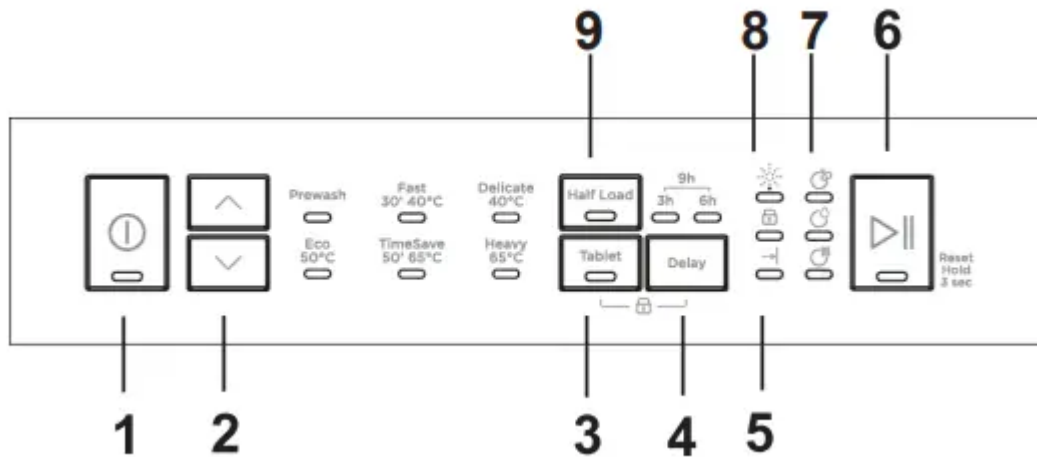 9 8 7 6
Prewash
Fast
30' 40°C
Delicate
40°C
Half Load
9h
3h 6h
Eco
50°C
TimeSave
50' 65°C
Heavy
65°C
Tablet
Delay
Reset
Hold
3 sec
1 2 3 4 5